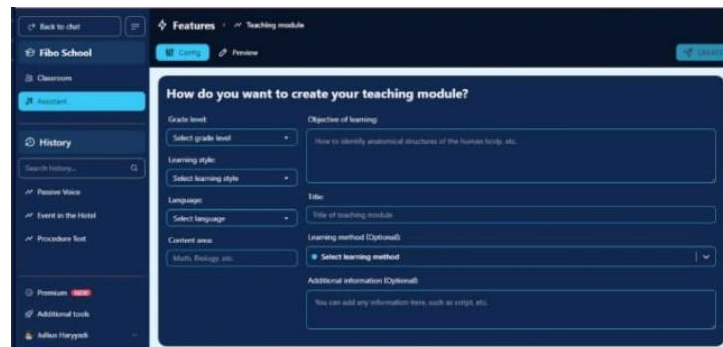 Back to chat
Fibo School
Classroom
Assistant
History
Search history...
Passive Voice
Event in the Hotel
Procedure Text
Premium NEW
Additional tools
Julius Haryyadi
Features
Teaching module
Config
Preview
CREATE
How do you want to create your teaching module?
Grade level:
Select grade level
Learning style:
Select learning style
Language:
Select language
Content area:
Math, Biology, etc.
Objective of learning:
How to identify anatomical structures of the human body, etc.
Title:
Title of teaching module
Learning method (Optional):
Select learning method
Additional information (Optional):
You can add any information here, such as script, etc.